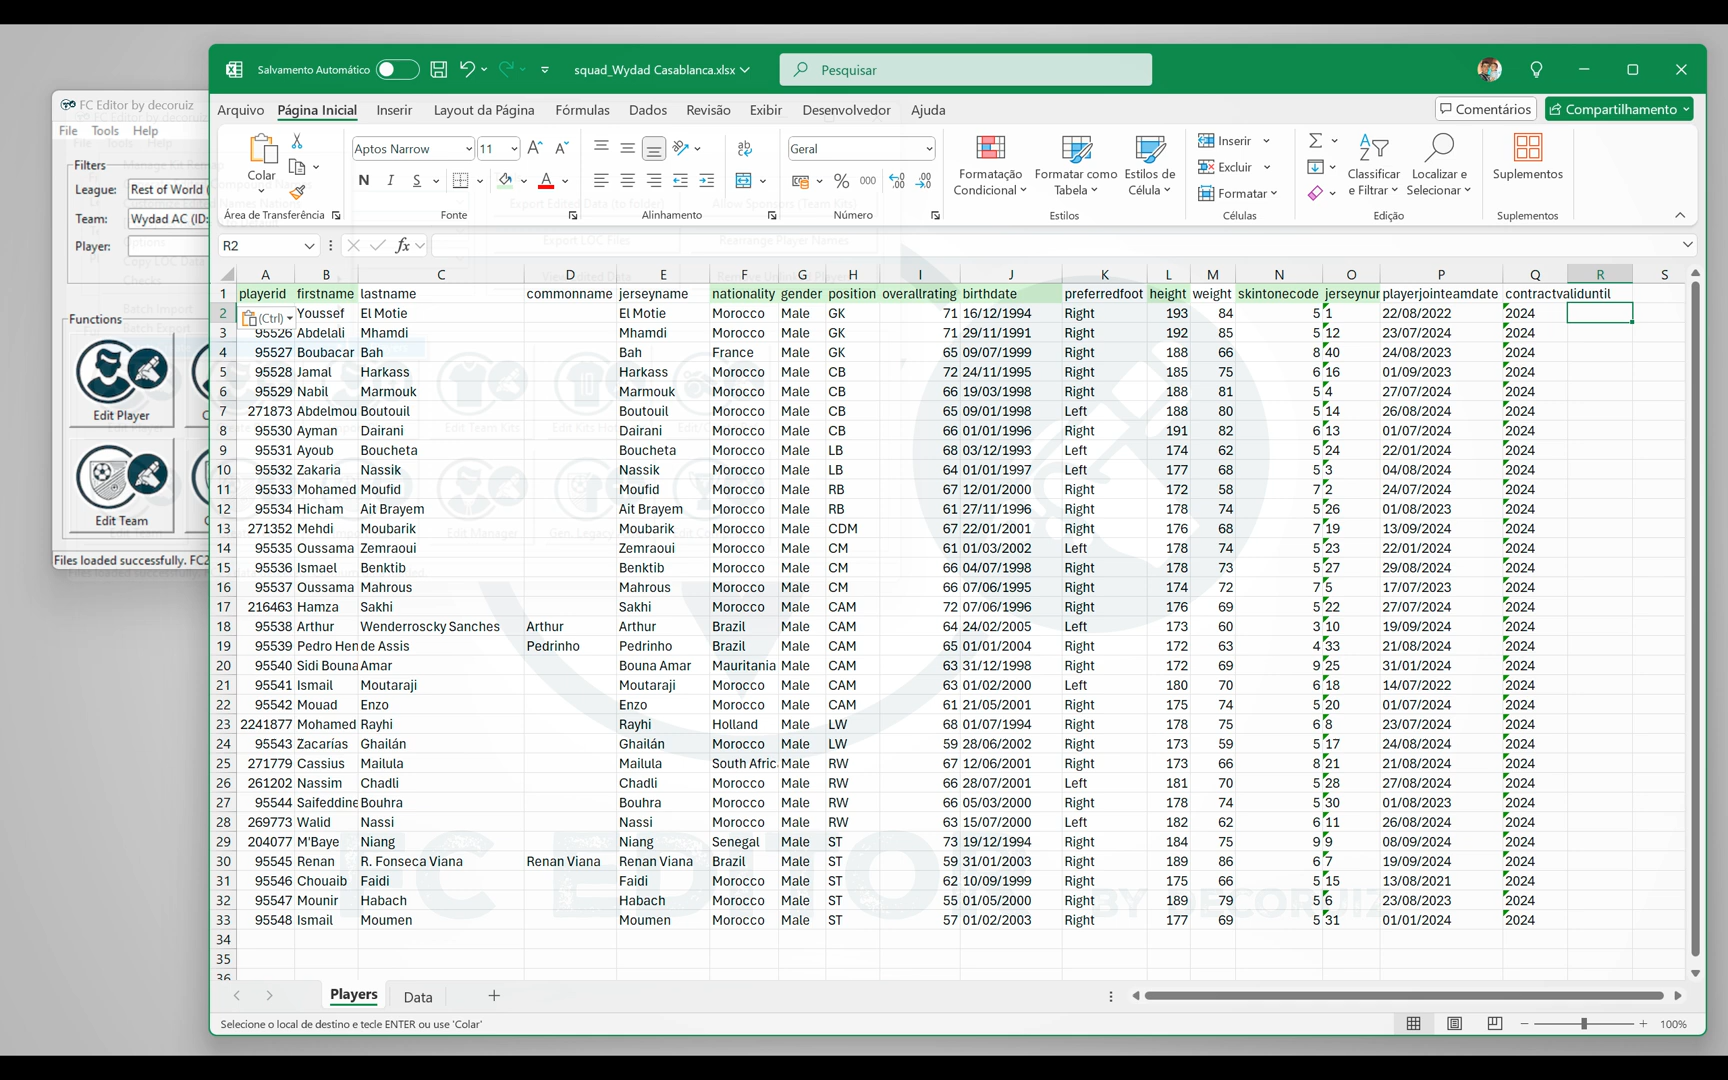 Salvamento Automático
squad_Wydad Casablanca.xlsx
Pesquisar
FC Editor by decoruiz
File Tools Help
Filters
League: Rest of World (
Team: Wydad AC (ID:
Player:
Functions
Edit Player
Edit Team
Files loaded successfully. FC2
Arquivo Página Inicial Inserir Layout da Página Fórmulas Dados Revisão Exibir Desenvolvedor Ajuda
Comentários Compartilhamento
Colar
Aptos Narrow 11
N I S
Geral
% 000
Formatação Condicional
Formatar como Tabela
Estilos de Célula
Inserir
Excluir
Formatar
Classificar e Filtrar
Localizar e Selecionar
Suplementos
Área de Transferência Fonte Alinhamento Número Estilos Células Edição Suplementos
R2 fx
A B C D E F G H I J K L M N O P Q R S
1 playerid firstname lastname commonname jerseyname nationality gender position overallrating birthdate preferredfoot height weight skintonecode jerseynur playerjointeamdate contractvaliduntil
2 (Ctrl) Youssef El Motie El Motie Morocco Male GK 71 16/12/1994 Right 193 84 5 1 22/08/2022 2024
3 95526 Abdelali Mhamdi Mhamdi Morocco Male GK 71 29/11/1991 Right 192 85 5 12 23/07/2024 2024
4 95527 Boubacar Bah Bah France Male GK 65 09/07/1999 Right 188 66 8 40 24/08/2023 2024
5 95528 Jamal Harkass Harkass Morocco Male CB 72 24/11/1995 Right 185 75 6 16 01/09/2023 2024
6 95529 Nabil Marmouk Marmouk Morocco Male CB 66 19/03/1998 Right 188 81 5 4 27/07/2024 2024
7 271873 Abdelmou Boutouil Boutouil Morocco Male CB 65 09/01/1998 Left 188 80 5 14 26/08/2024 2024
8 95530 Ayman Dairani Dairani Morocco Male CB 66 01/01/1996 Right 191 82 6 13 01/07/2024 2024
9 95531 Ayoub Boucheta Boucheta Morocco Male LB 68 03/12/1993 Left 174 62 5 24 22/01/2024 2024
10 95532 Zakaria Nassik Nassik Morocco Male LB 64 01/01/1997 Left 177 68 5 3 04/08/2024 2024
11 95533 Mohamed Moufid Moufid Morocco Male RB 67 12/01/2000 Right 172 58 7 2 24/07/2024 2024
12 95534 Hicham Ait Brayem Ait Brayem Morocco Male RB 61 27/11/1996 Right 178 74 5 26 01/08/2023 2024
13 271352 Mehdi Moubarik Moubarik Morocco Male CDM 67 22/01/2001 Right 176 68 7 19 13/09/2024 2024
14 95535 Oussama Zemraoui Zemraoui Morocco Male CM 61 01/03/2002 Left 178 74 5 23 22/01/2024 2024
15 95536 Ismael Benktib Benktib Morocco Male CM 66 04/07/1998 Right 178 73 5 27 29/08/2024 2024
16 95537 Oussama Mahrous Mahrous Morocco Male CM 66 07/06/1995 Right 174 72 7 5 17/07/2023 2024
17 216463 Hamza Sakhi Sakhi Morocco Male CAM 72 07/06/1996 Right 176 69 5 22 27/07/2024 2024
18 95538 Arthur Wenderroscky Sanches Arthur Arthur Brazil Male CAM 64 24/02/2005 Left 173 60 3 10 19/09/2024 2024
19 95539 Pedro Hen de Assis Pedrinho Pedrinho Brazil Male CAM 65 01/01/2004 Right 172 63 4 33 21/08/2024 2024
20 95540 Sidi Bouna Amar Bouna Amar Mauritania Male CAM 63 31/12/1998 Right 172 69 9 25 31/01/2024 2024
21 95541 Ismail Moutaraji Moutaraji Morocco Male CAM 63 01/02/2000 Left 180 70 6 18 14/07/2022 2024
22 95542 Mouad Enzo Enzo Morocco Male CAM 61 21/05/2001 Right 175 74 5 20 01/07/2024 2024
23 2241877 Mohamed Rayhi Rayhi Holland Male LW 68 01/07/1994 Right 178 75 6 8 23/07/2024 2024
24 95543 Zacarías Ghailán Ghailán Morocco Male LW 59 28/06/2002 Right 173 59 5 17 24/08/2024 2024
25 271779 Cassius Mailula Mailula South Afric Male RW 67 12/06/2001 Right 173 66 8 21 21/08/2024 2024
26 261202 Nassim Chadli Chadli Morocco Male RW 66 28/07/2001 Left 181 70 5 28 27/08/2024 2024
27 95544 Saifeddine Bouhra Bouhra Morocco Male RW 66 05/03/2000 Right 178 74 5 30 01/08/2023 2024
28 269773 Walid Nassi Nassi Morocco Male RW 63 15/07/2000 Left 182 62 6 11 26/08/2024 2024
29 204077 M'Baye Niang Niang Senegal Male ST 73 19/12/1994 Right 184 75 9 9 08/09/2024 2024
30 95545 Renan R. Fonseca Viana Renan Viana Renan Viana Brazil Male ST 59 31/01/2003 Right 189 86 6 7 19/09/2024 2024
31 95546 Chouaib Faidi Faidi Morocco Male ST 62 10/09/1999 Right 175 66 5 15 13/08/2021 2024
32 95547 Mounir Habach Habach Morocco Male ST 55 01/05/2000 Right 189 79 5 6 23/08/2023 2024
33 95548 Ismail Moumen Moumen Morocco Male ST 57 01/02/2003 Right 177 69 5 31 01/01/2024 2024
34
35
36
FC EDITOR
BY DECORUIZ
Players Data
Selecione o local de destino e tecle ENTER ou use 'Colar'
100%